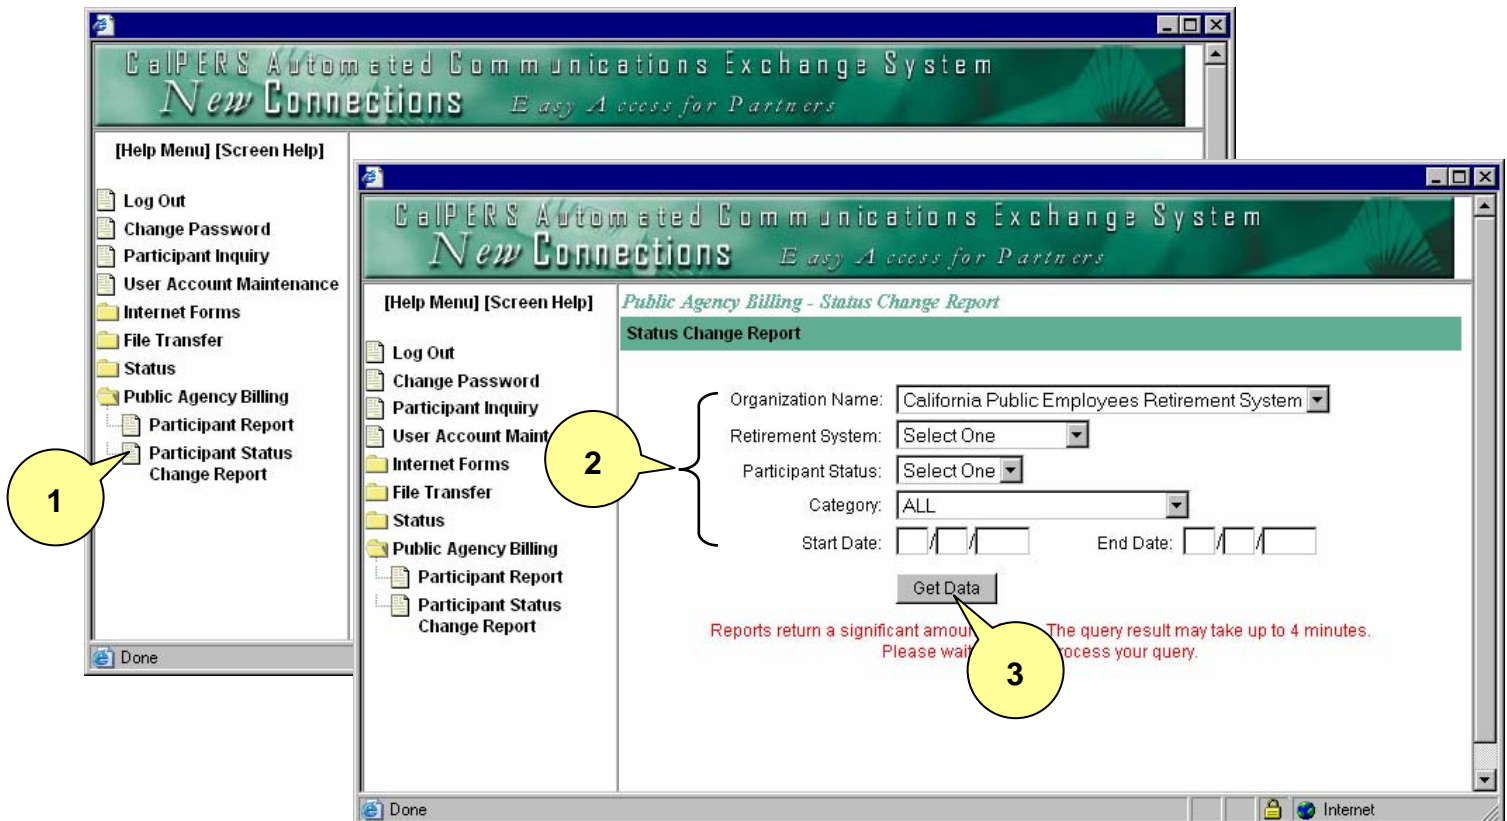 CalPERS Automated Communications Exchange System
New Connections Easy Access for Partners
[Help Menu] [Screen Help]
Log Out
Change Password
Participant Inquiry
User Account Maintenance
Internet Forms
File Transfer
Status
Public Agency Billing
Participant Report
Participant Status
Change Report
1
Done
CalPERS Automated Communications Exchange System
New Connections Easy Access for Partners
[Help Menu] [Screen Help]
Log Out
Change Password
Participant Inquiry
User Account Maint
Internet Forms
File Transfer
Status
Public Agency Billing
Participant Report
Participant Status
Change Report
Public Agency Billing - Status Change Report
Status Change Report
2
Organization Name: California Public Employees Retirement System
Retirement System: Select One
Participant Status: Select One
Category: ALL
Start Date: / / End Date: / /
Get Data
Reports return a significant amoun The query result may take up to 4 minutes.
Please wait rocess your query.
3
Done
Internet